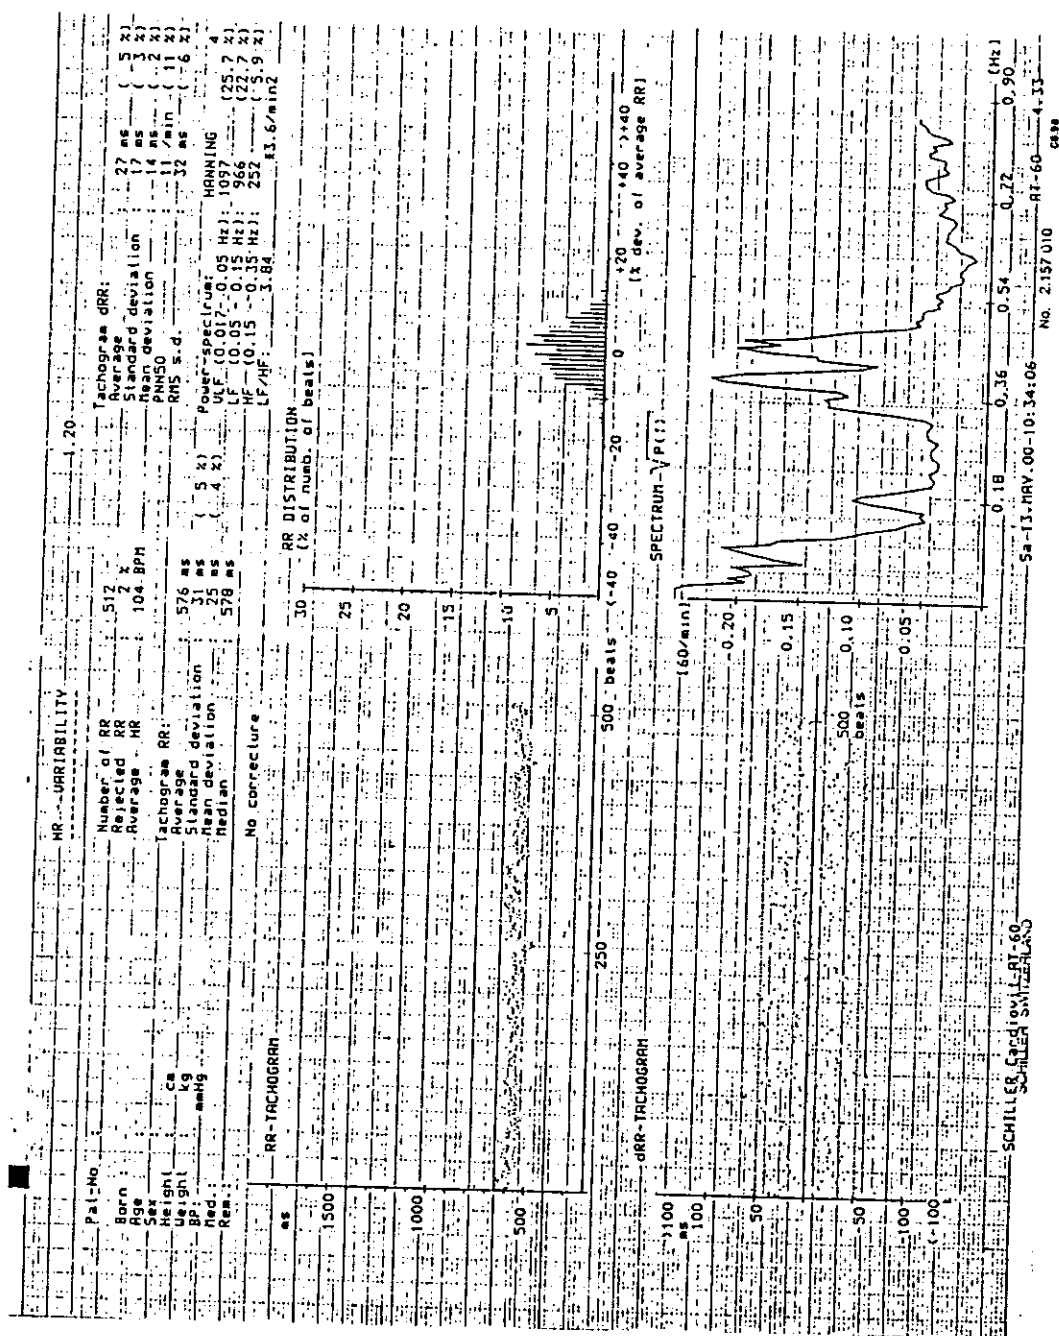 HR--VARIABILITY
1.20
Pat-No :
Born :
Age :
Sex :
Height : cm
Weight : kg
BP : mmHg
Med. :
Rem. :
Number of RR : 512
Rejected RR : 2 %
Average HR : 104 BPM
Tachogram RR:
Average : 576 ms
Standard deviation : 31 ms ( 5 %)
Mean deviation : 25 ms ( 4 %)
Median : 578 ms
No correcture
Tachogram dRR:
Average : 27 ms ( 5 %)
Standard deviation : 17 ms ( 3 %)
Mean deviation : 14 ms ( 2 %)
PNN50 : 11 /min ( 11 %)
RMS s.d. : 32 ms ( 6 %)
Power-spectrum: HANNING 4
VLF (0.017- 0.05 Hz): 1097 (25.7 %)
LF (0.05 - 0.15 Hz): 966 (22.7 %)
HF (0.15 - 0.35 Hz): 252 ( 5.9 %)
LF/HF: 3.84 *3.6/min2
RR-TACHOGRAM
ms
1500
1000
500
250
500 beats
RR DISTRIBUTION
[% of numb. of beats]
30
25
20
15
10
5
<-40 -40 -20 0 +20 +40 >+40
[% dev. of average RR]
dRR-TACHOGRAM
>100
ms
100
50
50
-100
<-100
500
beats
SPECTRUM √P(f)
[60/min]
0.20
0.15
0.10
0.05
0.18 0.36 0.54 0.72 0.90
[Hz]
SCHILLER Cardiovit AT-60
SCHILLER SWITZERLAND
Sa-13.MAY.00-10:34:06
No. 2.157 010
AT-60 4.33